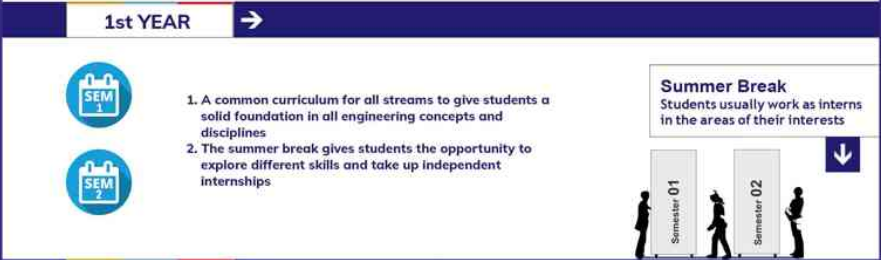 1st YEAR
SEM
1
SEM
2
1. A common curriculum for all streams to give students a
solid foundation in all engineering concepts and
disciplines
2. The summer break gives students the opportunity to
explore different skills and take up independent
internships
Summer Break
Students usually work as interns
in the areas of their interests
Semester 01
Semester 02